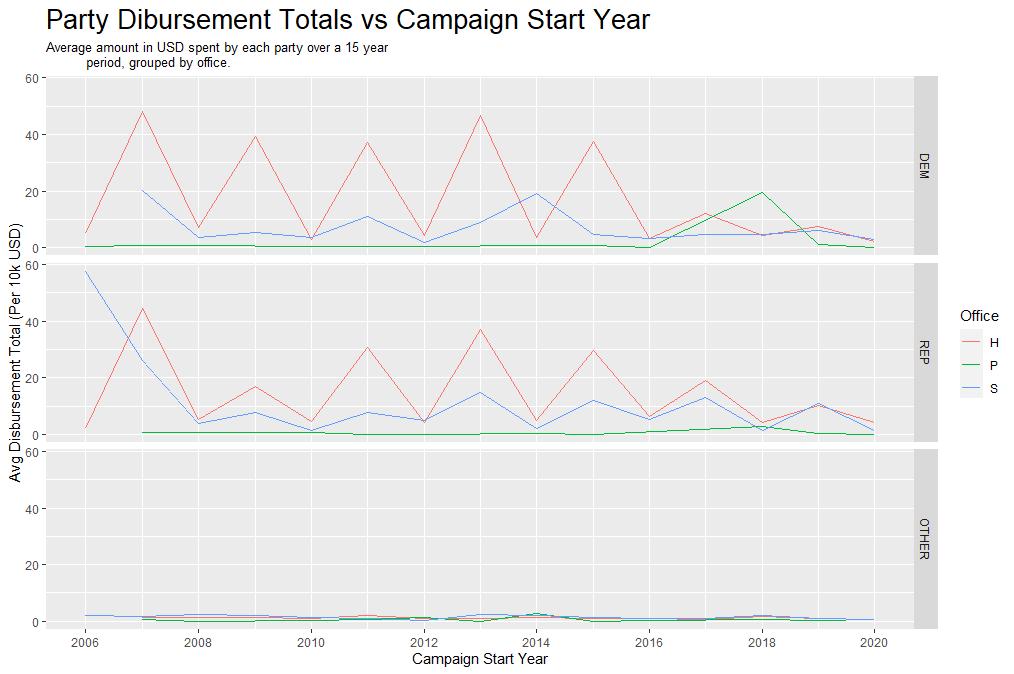 Party Dibursement Totals vs Campaign Start Year
Average amount in USD spent by each party over a 15 year
period, grouped by office.
Avg Disbursement Total (Per 10k USD)
60
40
20
0
DEM
60
40
20
0
REP
60
40
20
0
OTHER
2006 2008 2010 2012 2014 2016 2018 2020
Campaign Start Year
Office
H
P
S